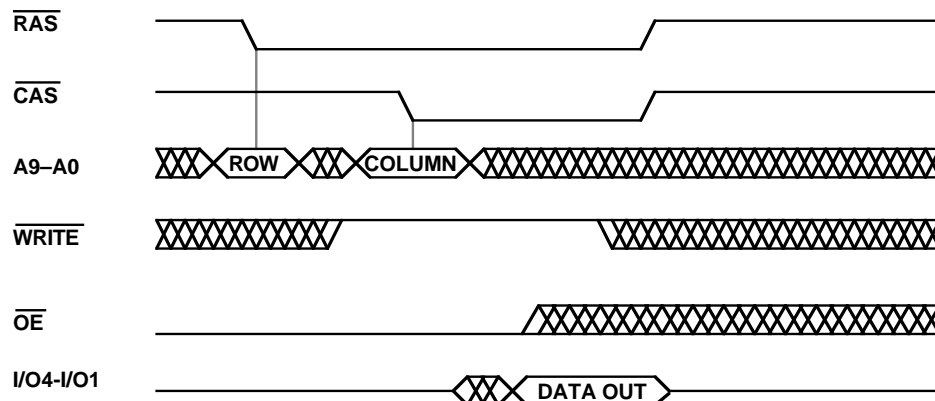 RAS
CAS
A9–A0 ROW COLUMN
WRITE
OE
I/O4-I/O1 DATA OUT